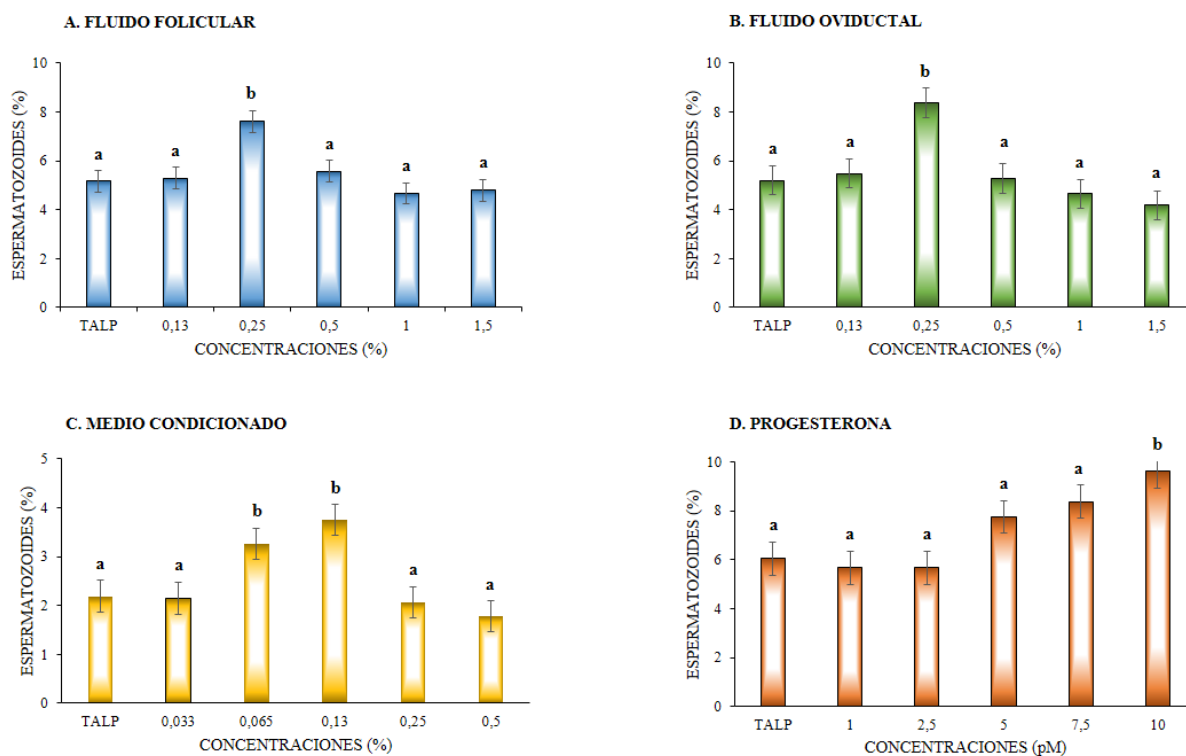 A. FLUIDO FOLICULAR
ESPERMATOZOIDES (%)
10
8
6
4
2
0
a
a
b
a
a
a
TALP
0,13
0,25
0,5
1
1,5
CONCENTRACIONES (%)
B. FLUIDO OVIDUCTAL
ESPERMATOZOIDES (%)
10
8
6
4
2
0
a
a
b
a
a
a
TALP
0,13
0,25
0,5
1
1,5
CONCENTRACIONES (%)
C. MEDIO CONDICIONADO
ESPERMATOZOIDES (%)
5
4
3
2
1
0
a
a
b
b
a
a
TALP
0,033
0,065
0,13
0,25
0,5
CONCENTRACIONES (%)
D. PROGESTERONA
ESPERMATOZOIDES (%)
10
8
6
4
2
0
a
a
a
a
a
b
TALP
1
2,5
5
7,5
10
CONCENTRACIONES (pM)